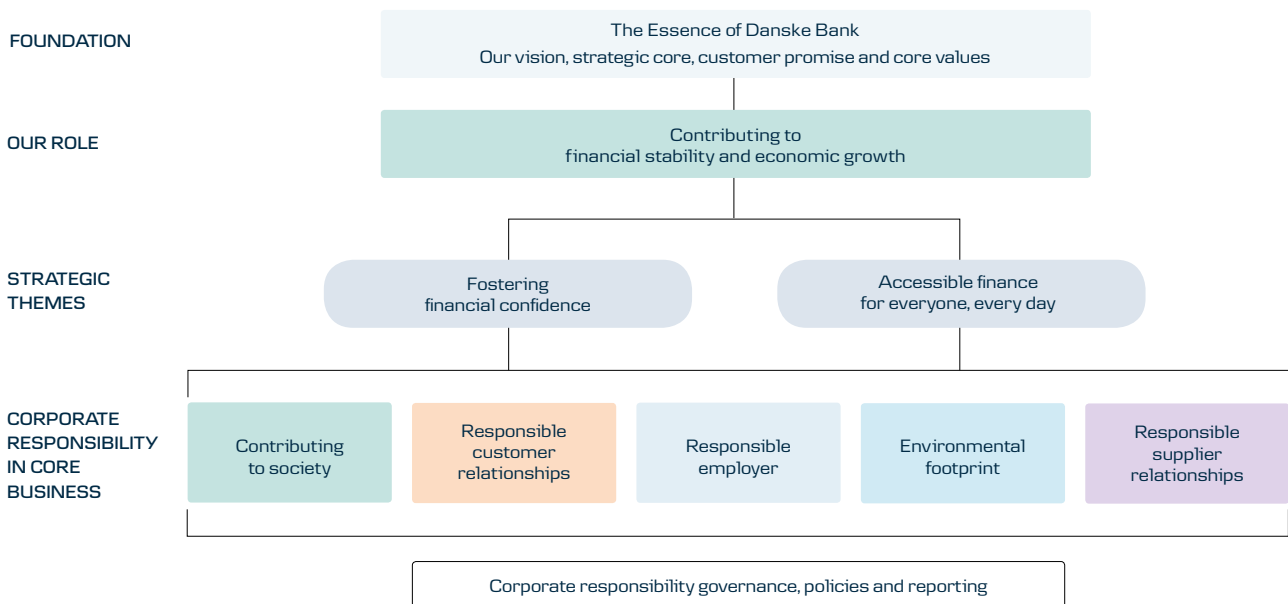 FOUNDATION
The Essence of Danske Bank
Our vision, strategic core, customer promise and core values
OUR ROLE
Contributing to
financial stability and economic growth
STRATEGIC
THEMES
Fostering
financial confidence
Accessible finance
for everyone, every day
CORPORATE
RESPONSIBILITY
IN CORE
BUSINESS
Contributing
to society
Responsible
customer
relationships
Responsible
employer
Environmental
footprint
Responsible
supplier
relationships
Corporate responsibility governance, policies and reporting